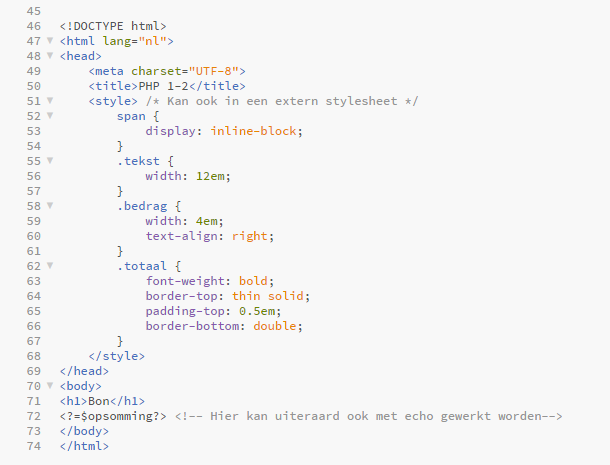 45
46 <!DOCTYPE html>
47 <html lang="nl">
48 <head>
49     <meta charset="UTF-8">
50     <title>PHP 1-2</title>
51     <style> /* Kan ook in een extern stylesheet */
52         span {
53             display: inline-block;
54         }
55         .tekst {
56             width: 12em;
57         }
58         .bedrag {
59             width: 4em;
60             text-align: right;
61         }
62         .totaal {
63             font-weight: bold;
64             border-top: thin solid;
65             padding-top: 0.5em;
66             border-bottom: double;
67         }
68     </style>
69 </head>
70 <body>
71 <h1>Bon</h1>
72 <?=$opsomming?> <!-- Hier kan uiteraard ook met echo gewerkt worden-->
73 </body>
74 </html>